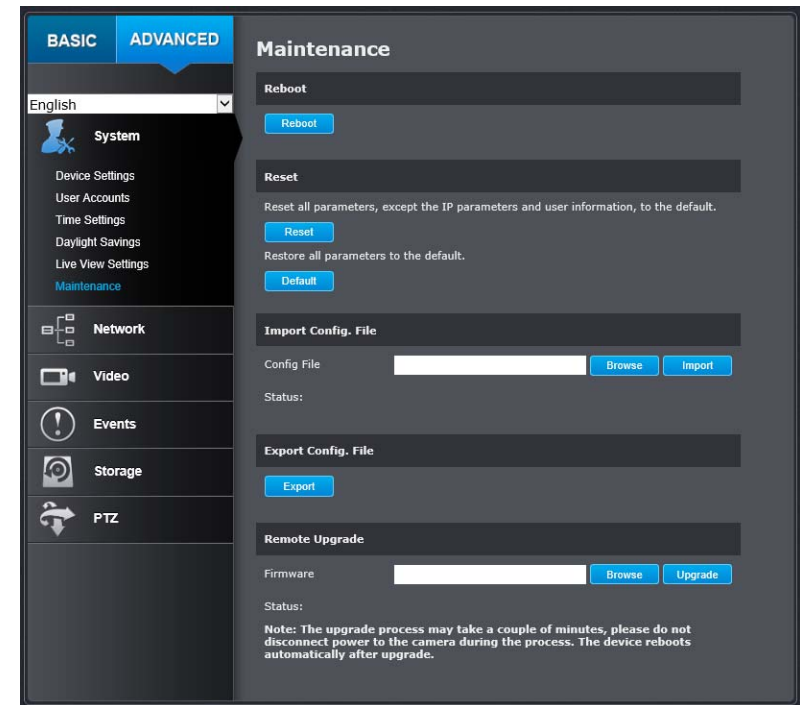 BASIC
ADVANCED
English
System
Device Settings
User Accounts
Time Settings
Daylight Savings
Live View Settings
Maintenance
Network
Video
Events
Storage
PTZ
Maintenance
Reboot
Reboot
Reset
Reset all parameters, except the IP parameters and user information, to the default.
Reset
Restore all parameters to the default.
Default
Import Config. File
Config File
Browse
Import
Status:
Export Config. File
Export
Remote Upgrade
Firmware
Browse
Upgrade
Status:
Note: The upgrade process may take a couple of minutes, please do not
disconnect power to the camera during the process. The device reboots
automatically after upgrade.